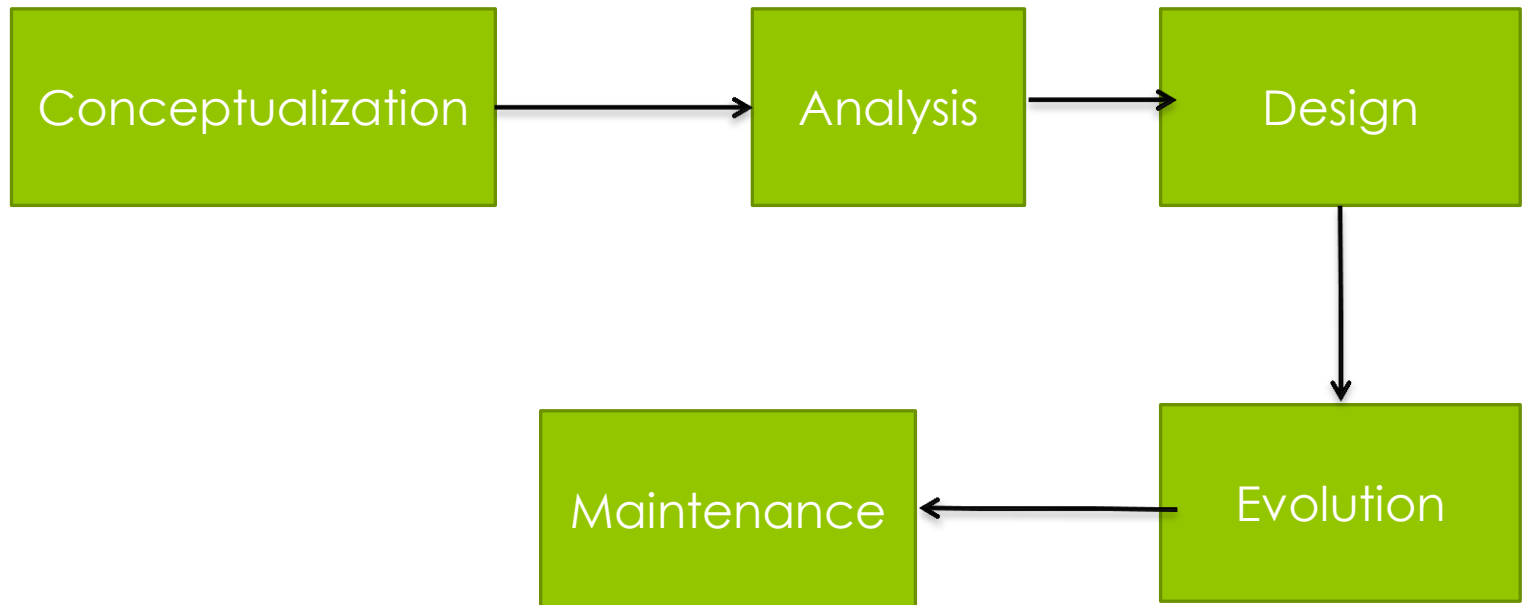 Conceptualization
Analysis
Design
Evolution
Maintenance